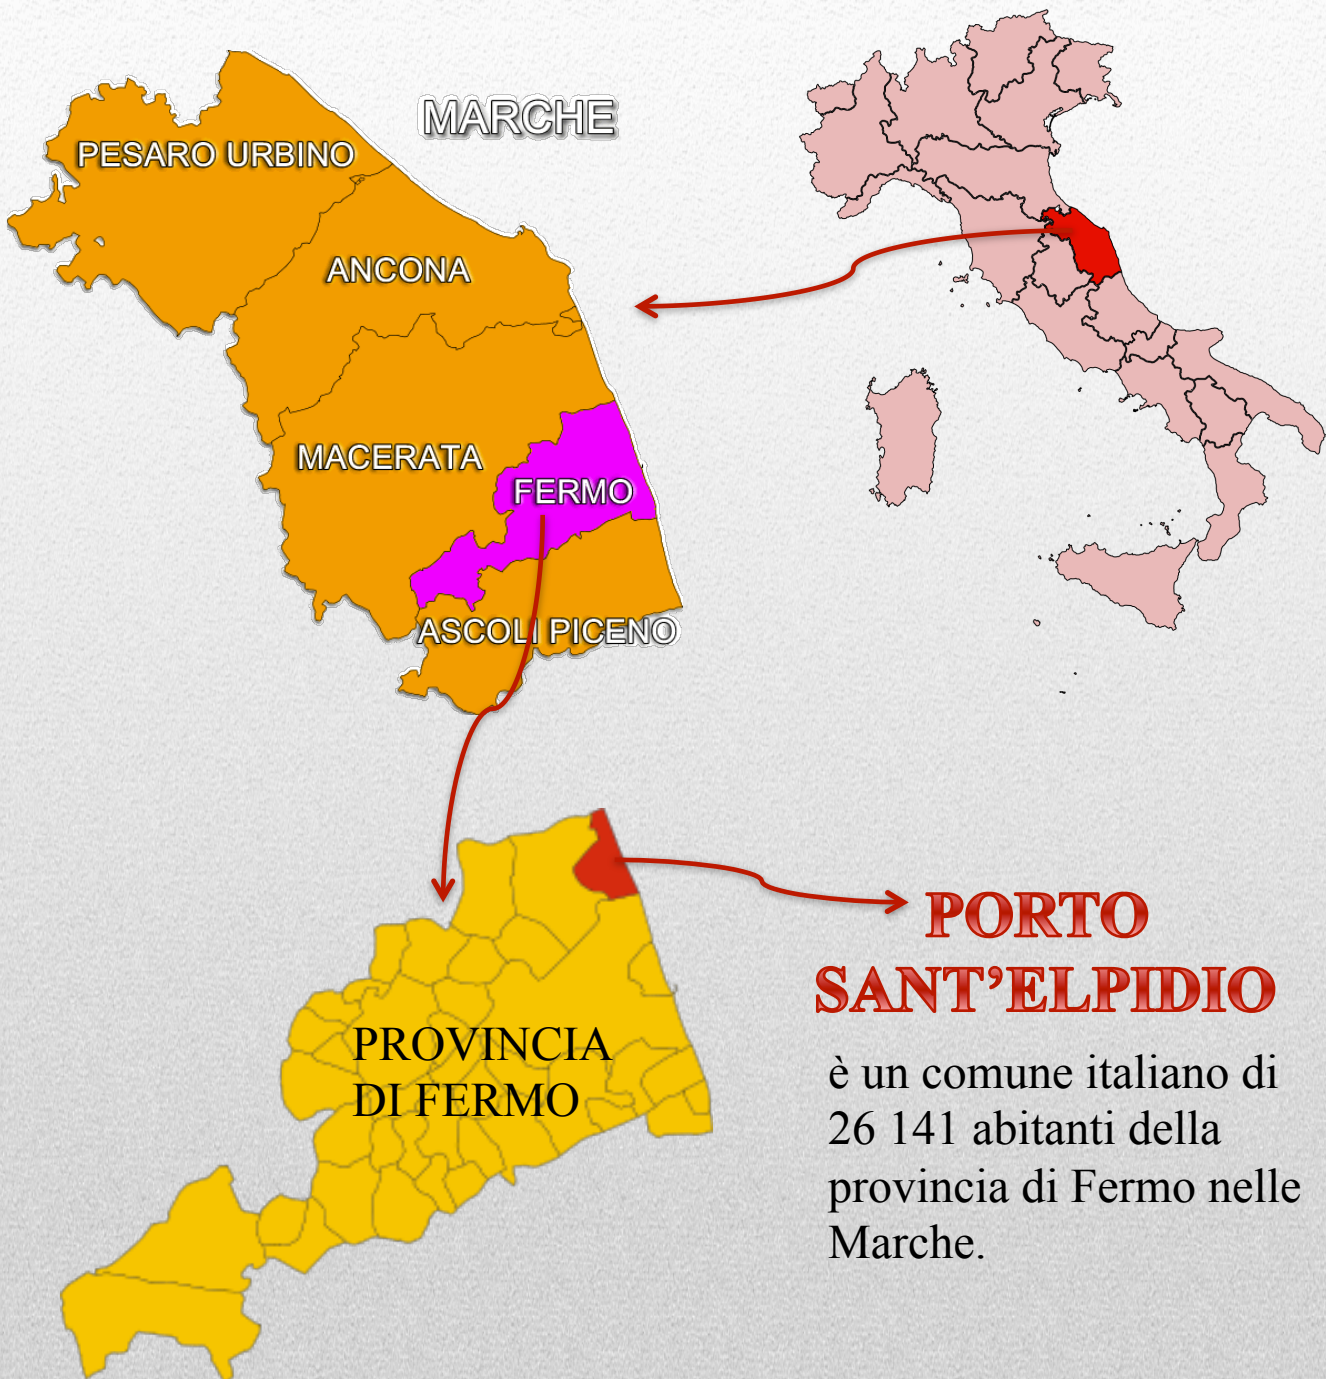 MARCHE
PESARO URBINO
ANCONA
MACERATA
FERMO
ASCOLI PICENO
PROVINCIA
DI FERMO
PORTO
SANT’ELPIDIO
è un comune italiano di
26 141 abitanti della
provincia di Fermo nelle
Marche.